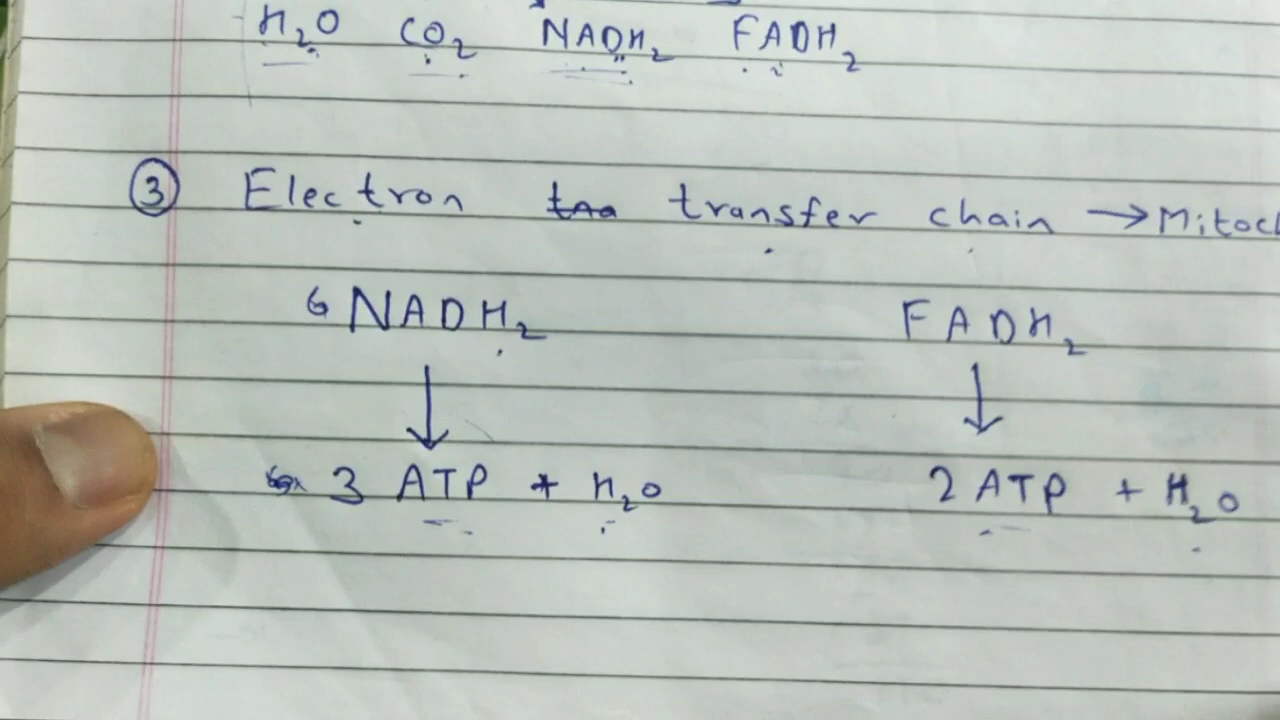 H₂O CO₂ NADH₂ FADH₂
③ Electron transfer chain → Mitoc
6 NADH₂ FADH₂
↓ ↓
3 ATP + H₂O 2 ATP + H₂O